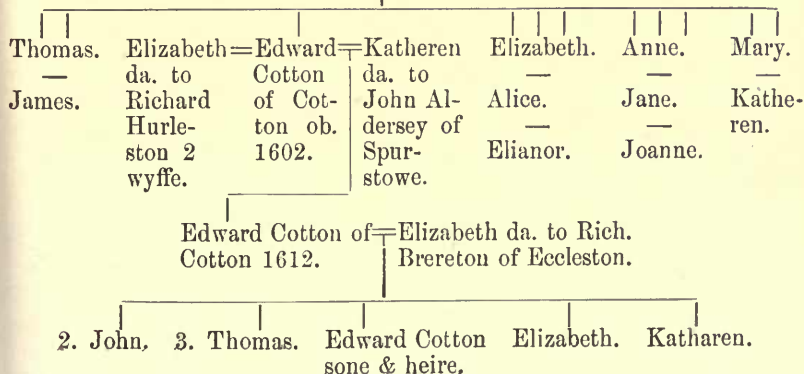 Thomas.
—
James.
Elizabeth=Edward=Katheren
da. to
Richard
Hurle-
ston 2
wyffe.
Cotton
of Cot-
ton ob.
1602.
da. to
John Al-
dersey of
Spur-
stowe.
Elizabeth.
—
Alice.
—
Elianor.
Anne.
—
Jane.
—
Joanne.
Mary.
—
Kathe-
ren.
Edward Cotton of=Elizabeth da. to Rich.
Cotton 1612. Brereton of Eccleston.
2. John, 3. Thomas. Edward Cotton Elizabeth. Katharen.
sone & heire.